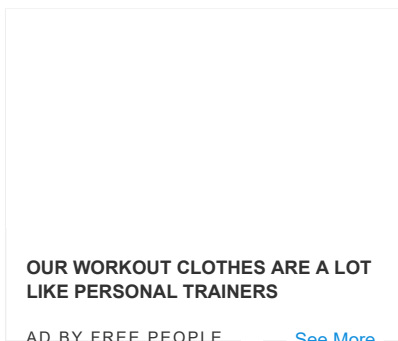 OUR WORKOUT CLOTHES ARE A LOT
LIKE PERSONAL TRAINERS
AD BY FREE PEOPLE See More